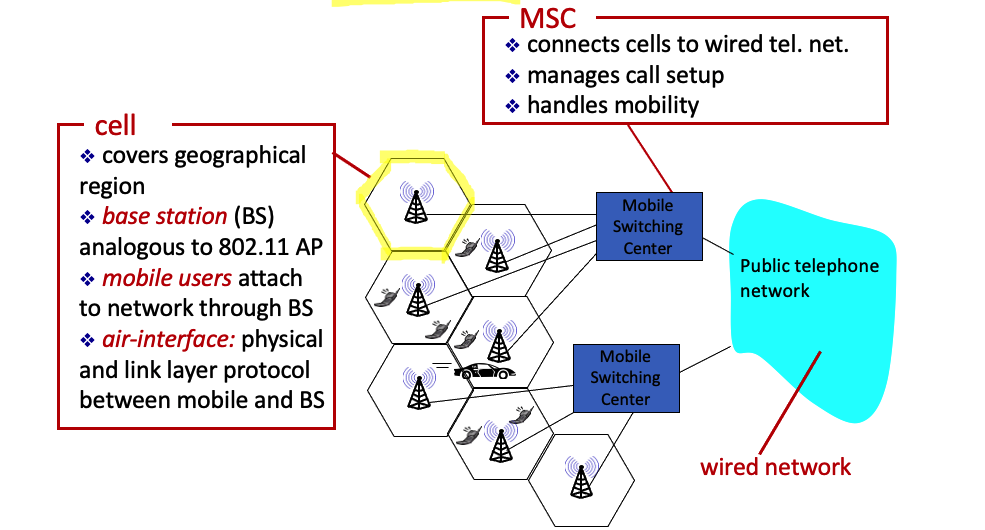 MSC
❖ connects cells to wired tel. net.
❖ manages call setup
❖ handles mobility
cell
❖ covers geographical
region
❖ base station (BS)
analogous to 802.11 AP
❖ mobile users attach
to network through BS
❖ air-interface: physical
and link layer protocol
between mobile and BS
Mobile
Switching
Center
Public telephone
network
Mobile
Switching
Center
wired network